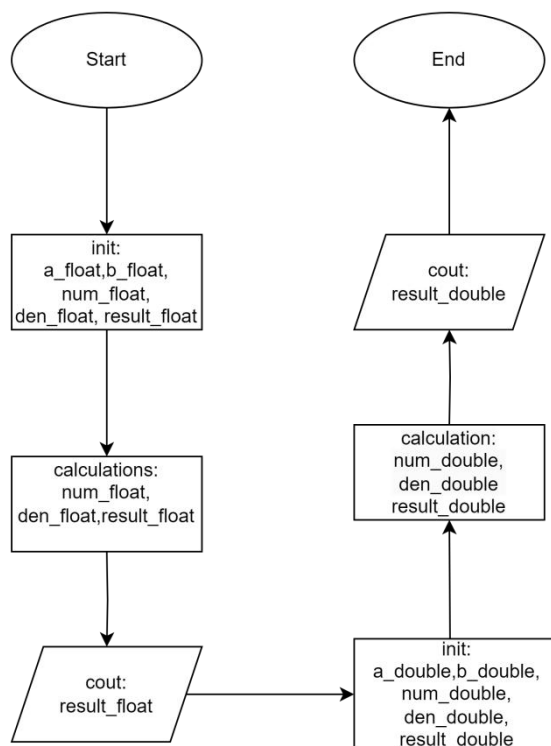 Start
init:
a_float,b_float,
num_float,
den_float, result_float
calculations:
num_float,
den_float,result_float
cout:
result_float
init:
a_double,b_double,
num_double,
den_double,
result_double
calculation:
num_double,
den_double
result_double
cout:
result_double
End